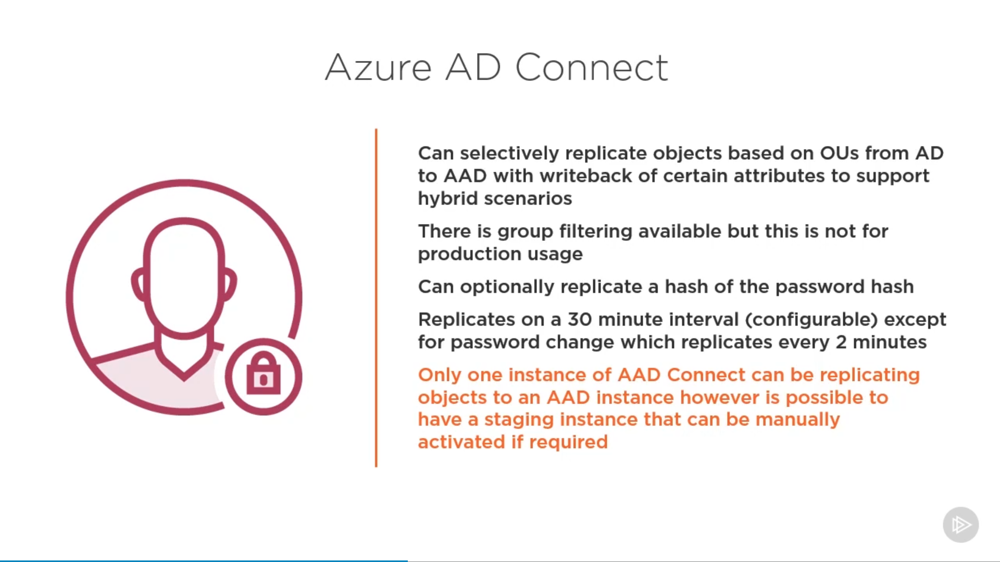 Azure AD Connect
Can selectively replicate objects based on OUs from AD
to AAD with writeback of certain attributes to support
hybrid scenarios
There is group filtering available but this is not for
production usage
Can optionally replicate a hash of the password hash
Replicates on a 30 minute interval (configurable) except
for password change which replicates every 2 minutes
Only one instance of AAD Connect can be replicating
objects to an AAD instance however is possible to
have a staging instance that can be manually
activated if required